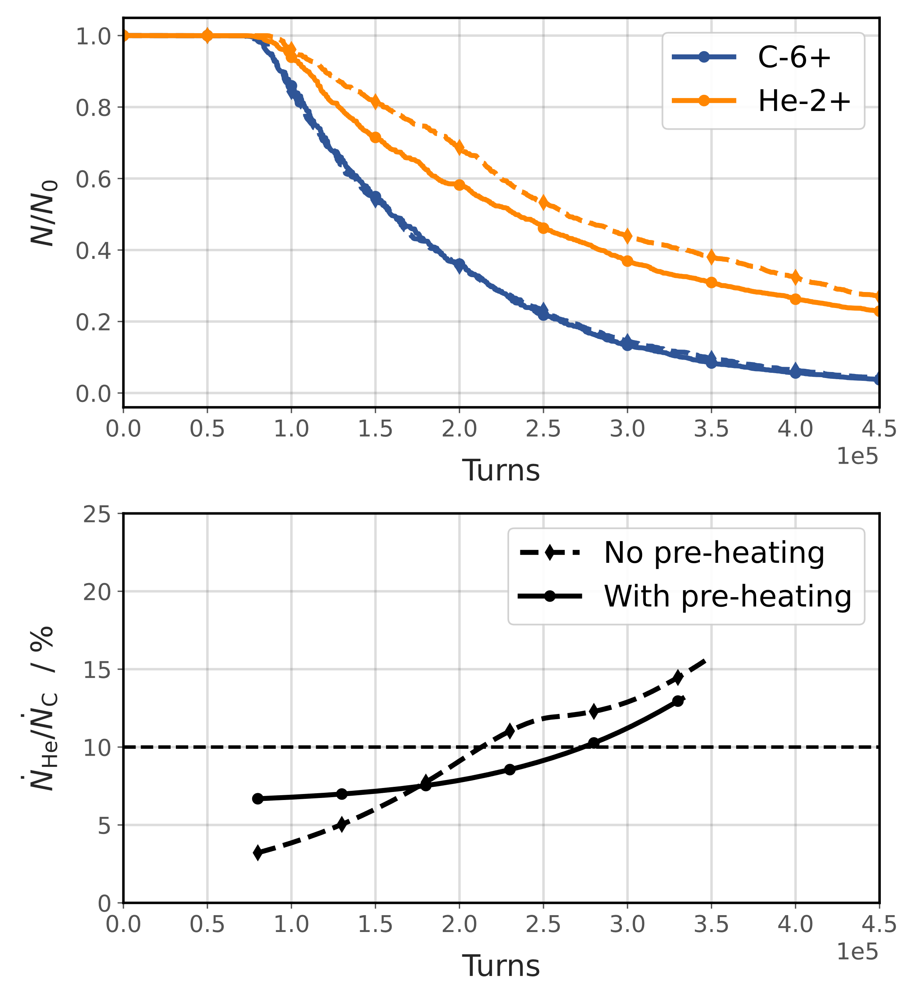 1.0
0.8
0.6
0.4
0.2
0.0
N/N0
C-6+
He-2+
0.0 0.5 1.0 1.5 2.0 2.5 3.0 3.5 4.0 4.5
1e5
Turns
25
20
15
10
5
0
ṄHe/ṄC / %
No pre-heating
With pre-heating
0.0 0.5 1.0 1.5 2.0 2.5 3.0 3.5 4.0 4.5
1e5
Turns